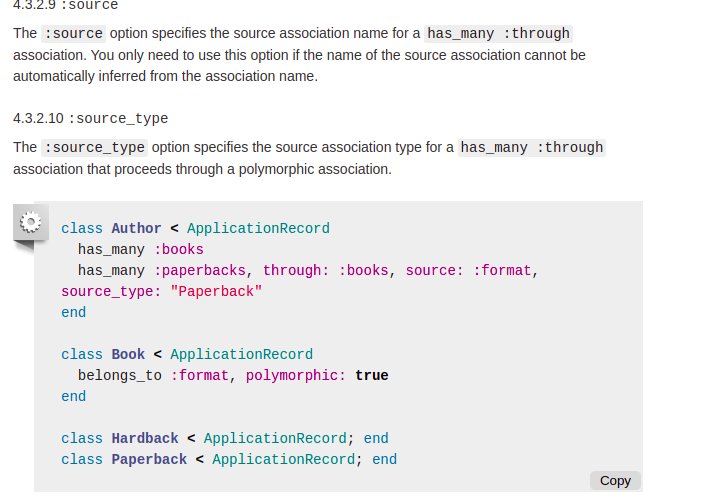 4.3.2.9 :source
The :source option specifies the source association name for a has_many :through
association. You only need to use this option if the name of the source association cannot be
automatically inferred from the association name.
4.3.2.10 :source_type
The :source_type option specifies the source association type for a has_many :through
association that proceeds through a polymorphic association.
class Author < ApplicationRecord
  has_many :books
  has_many :paperbacks, through: :books, source: :format,
source_type: "Paperback"
end
class Book < ApplicationRecord
  belongs_to :format, polymorphic: true
end
class Hardback < ApplicationRecord; end
class Paperback < ApplicationRecord; end
Copy